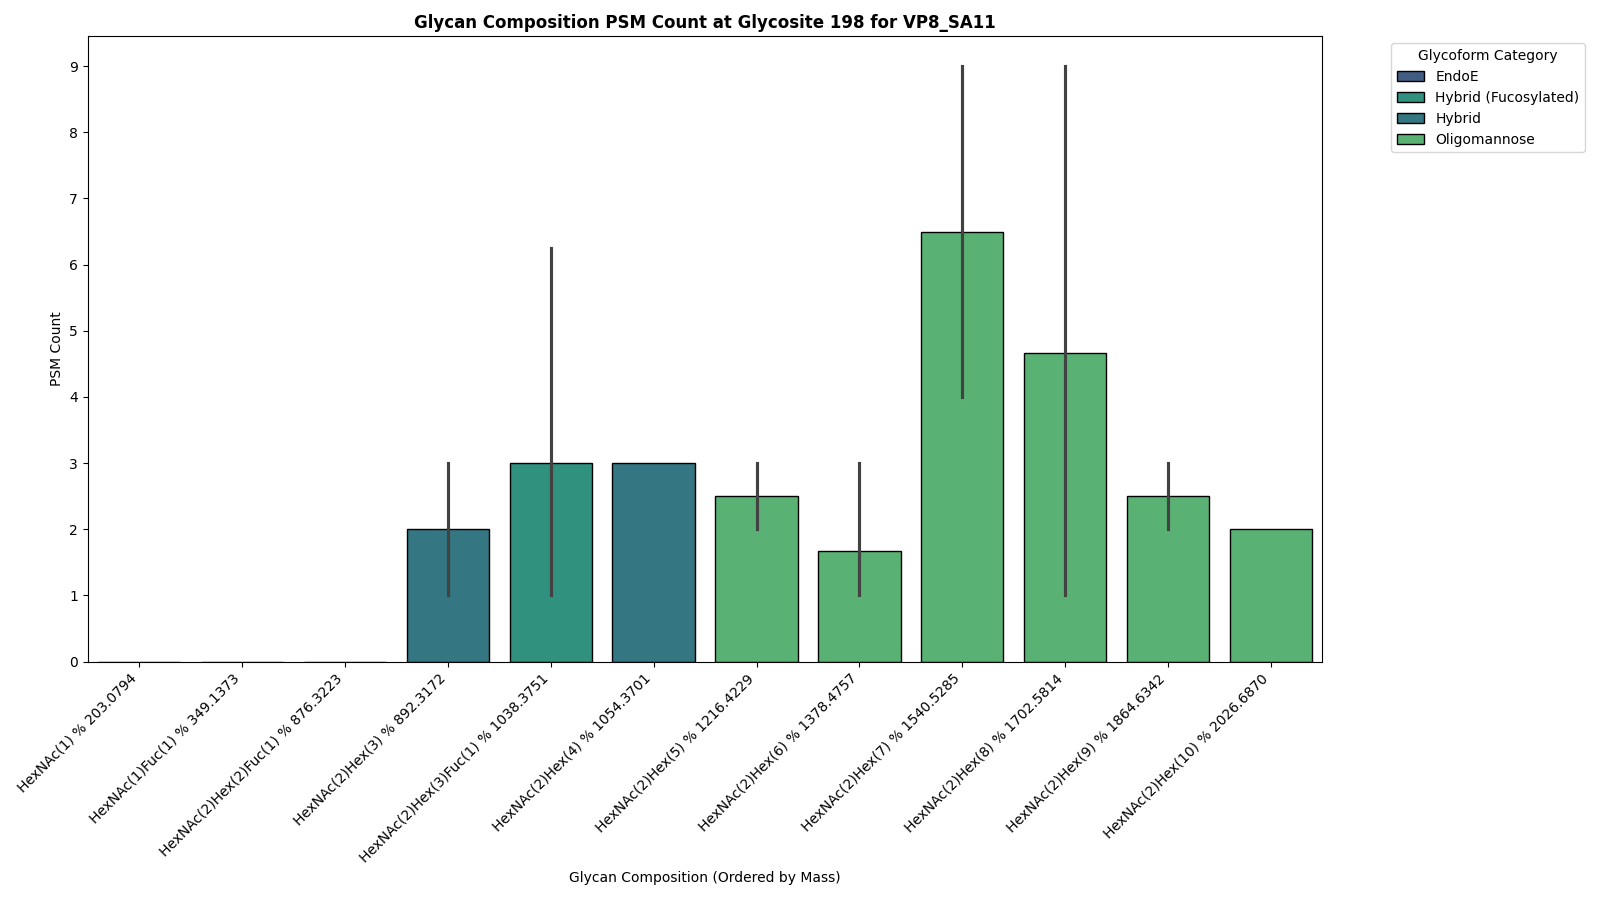 Glycan Composition PSM Count at Glycosite 198 for VP8_SA11
Glycoform Category
EndoE
Hybrid (Fucosylated)
Hybrid
Oligomannose
PSM Count
9
8
7
6
5
4
3
2
1
0
HexNAc(1) % 203.0794
HexNAc(1)Fuc(1) % 349.1373
HexNAc(2)Hex(2)Fuc(1) % 876.3223
HexNAc(2)Hex(3) % 892.3172
HexNAc(2)Hex(3)Fuc(1) % 1038.3751
HexNAc(2)Hex(4) % 1054.3701
HexNAc(2)Hex(5) % 1216.4229
HexNAc(2)Hex(6) % 1378.4757
HexNAc(2)Hex(7) % 1540.5285
HexNAc(2)Hex(8) % 1702.5814
HexNAc(2)Hex(9) % 1864.6342
HexNAc(2)Hex(10) % 2026.6870
Glycan Composition (Ordered by Mass)